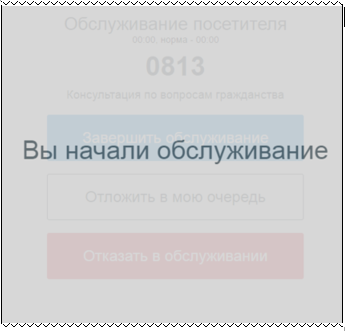 Обслуживание посетителя
00:00, норма - 00:00
0813
Консультация по вопросам гражданства
Завершить обслуживание
Вы начали обслуживание
Отложить в мою очередь
Отказать в обслуживании